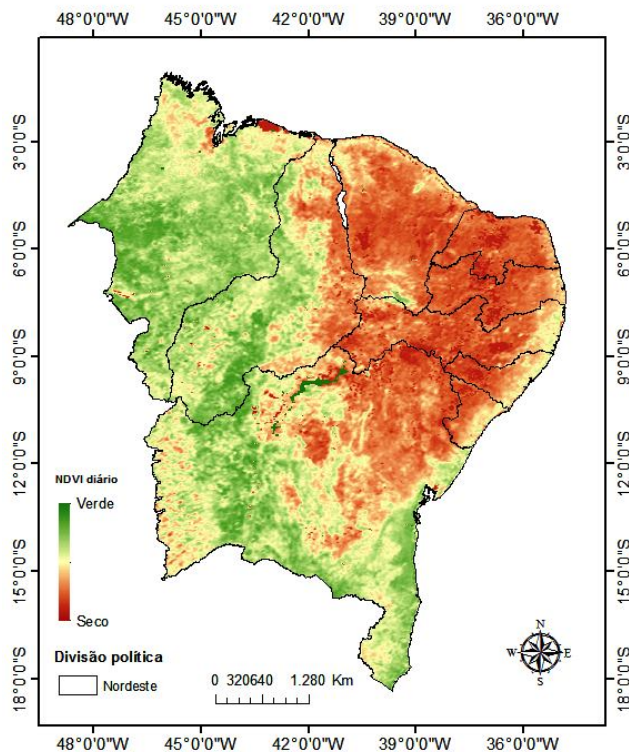 48°0'0"W 45°0'0"W 42°0'0"W 39°0'0"W 36°0'0"W
3°0'0"S 3°0'0"S
6°0'0"S 6°0'0"S
9°0'0"S 9°0'0"S
12°0'0"S 12°0'0"S
15°0'0"S 15°0'0"S
18°0'0"S 18°0'0"S
NDVI diário
Verde
Seco
Divisão política
Nordeste
0 320640 1.280 Km
N
W E
S
48°0'0"W 45°0'0"W 42°0'0"W 39°0'0"W 36°0'0"W